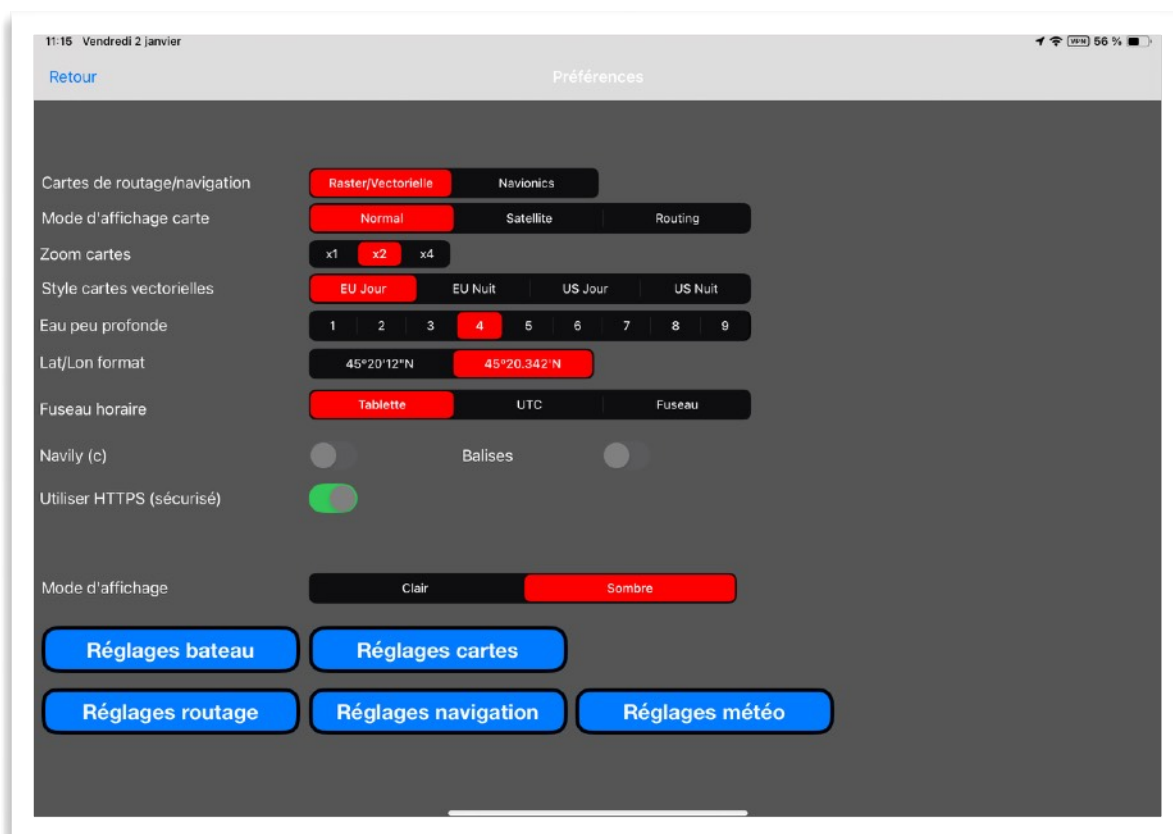 11:15 Vendredi 2 janvier VPN 56 %
Retour Préférences
Cartes de routage/navigation Raster/Vectorielle Navionics
Mode d'affichage carte Normal Satellite Routing
Zoom cartes x1 x2 x4
Style cartes vectorielles EU Jour EU Nuit US Jour US Nuit
Eau peu profonde 1 2 3 4 5 6 7 8 9
Lat/Lon format 45°20'12"N 45°20.342'N
Fuseau horaire Tablette UTC Fuseau
Navily (c) Balises
Utiliser HTTPS (sécurisé)
Mode d'affichage Clair Sombre
Réglages bateau Réglages cartes
Réglages routage Réglages navigation Réglages météo